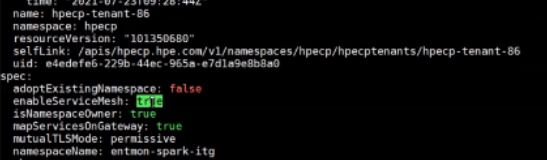 time: "2021-07-23T09:28:44Z"
name: hpecp-tenant-86
namespace: hpecp
resourceVersion: "101350680"
selfLink: /apis/hpecp.hpe.com/v1/namespaces/hpecp/hpecptenants/hpecp-tenant-86
uid: e4edefe6-229b-44ec-965a-e7d1a9e8b8a0
spec:
adoptExistingNamespace: false
enableServiceMesh: true
isNamespaceOwner: true
mapServicesOnGateway: true
mutualTLSMode: permissive
namespaceName: entmon-spark-itg